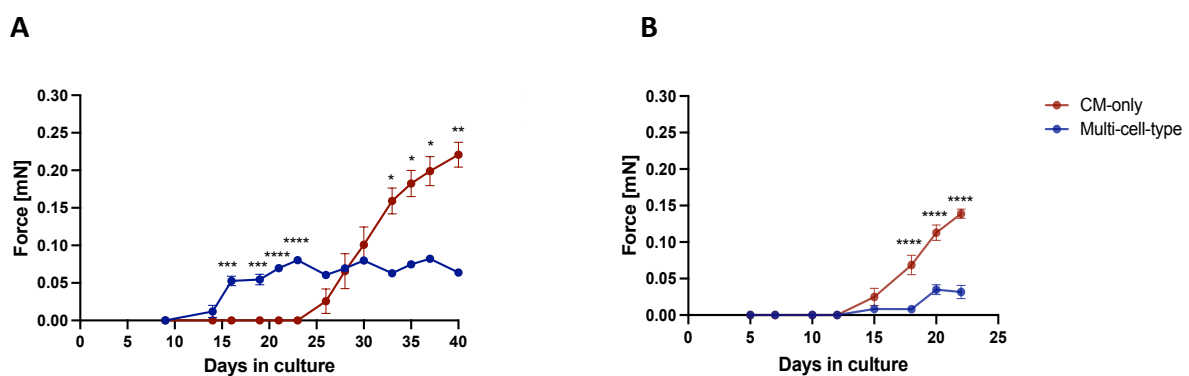 A
B
0.30
0.25
0.20
0.15
0.10
0.05
0.00
Force [mN]
*** *** **** **** * * * **
0 5 10 15 20 25 30 35 40
Days in culture
0.30
0.25
0.20
0.15
0.10
0.05
0.00
Force [mN]
**** **** ****
0 5 10 15 20 25
Days in culture
CM-only
Multi-cell-type